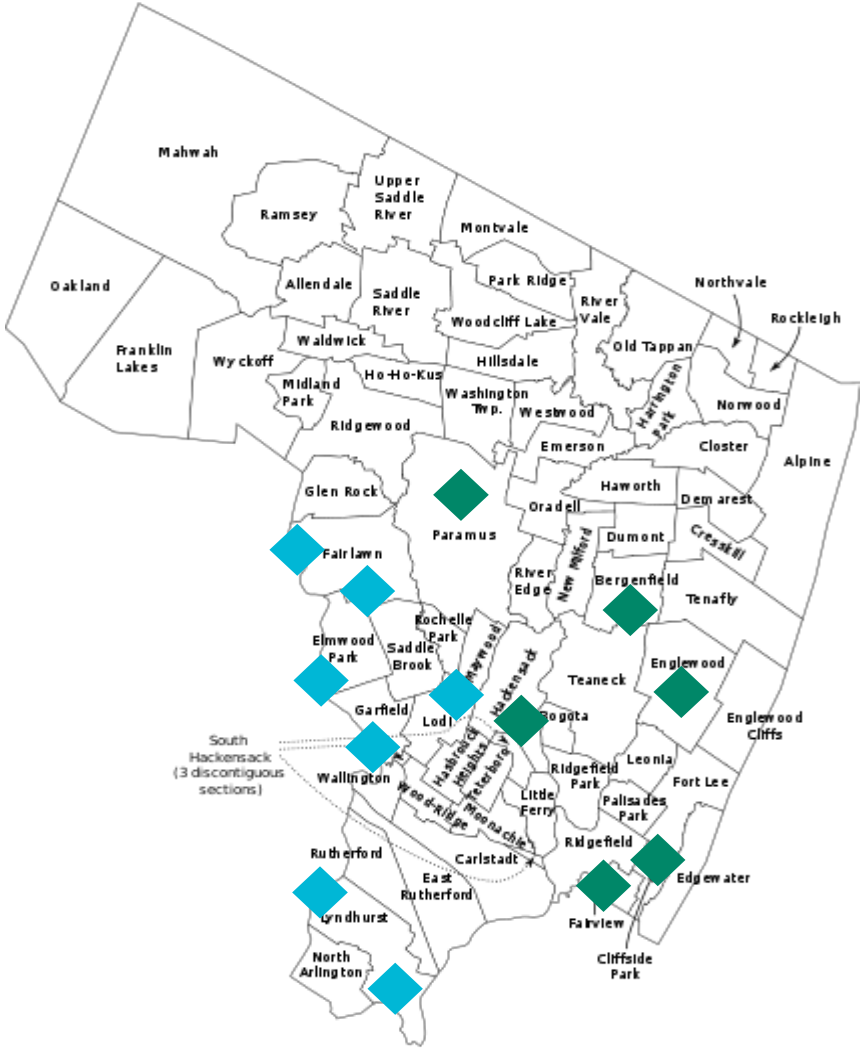 Mahwah
Upper
Saddle
River
Ramsey
Montvale
Oakland
Allendale
Saddle
River
Park Ridge
River
Vale
Northvale
Rockleigh
Woodcliff Lake
Waldwick
Franklin
Lakes
Wyckoff
Old Tappan
Hillsdale
Ho-Ho-Kus
Midland
Park
Washington
Twp.
Westwood
Harrington
Park
Norwood
Ridgewood
Emerson
Closter
Alpine
Glen Rock
Haworth
Demarest
Oradell
Paramus
Dumont
Cresskill
Fairlawn
New Milford
River
Edge
Bergenfield
Tenafly
Rochelle
Park
Elmwood
Park
Saddle
Brook
Maywood
Hackensack
Englewood
Teaneck
Garfield
Lodi
Bogota
Englewood
Cliffs
South
Hackensack
(3 discontiguous
sections)
Hasbrouck
Heights
Teterboro
Leonia
Wallington
Ridgefield
Park
Fort Lee
Wood-Ridge
Little
Ferry
Palisades
Park
Moonachie
Ridgefield
Rutherford
Carlstadt
East
Rutherford
Edgewater
Lyndhurst
Fairview
North
Arlington
Cliffside
Park